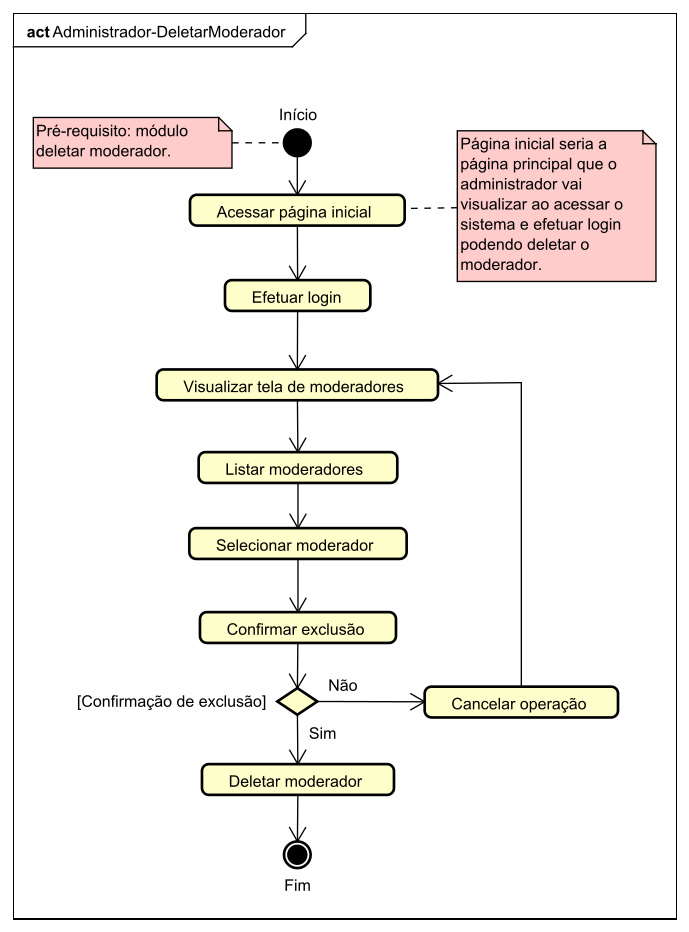 act Administrador-DeletarModerador
Início
Pré-requisito: módulo
deletar moderador.
Página inicial seria a
página principal que o
administrador vai
visualizar ao acessar o
sistema e efetuar login
podendo deletar o
moderador.
Acessar página inicial
Efetuar login
Visualizar tela de moderadores
Listar moderadores
Selecionar moderador
Confirmar exclusão
[Confirmação de exclusão]
Não
Cancelar operação
Sim
Deletar moderador
Fim